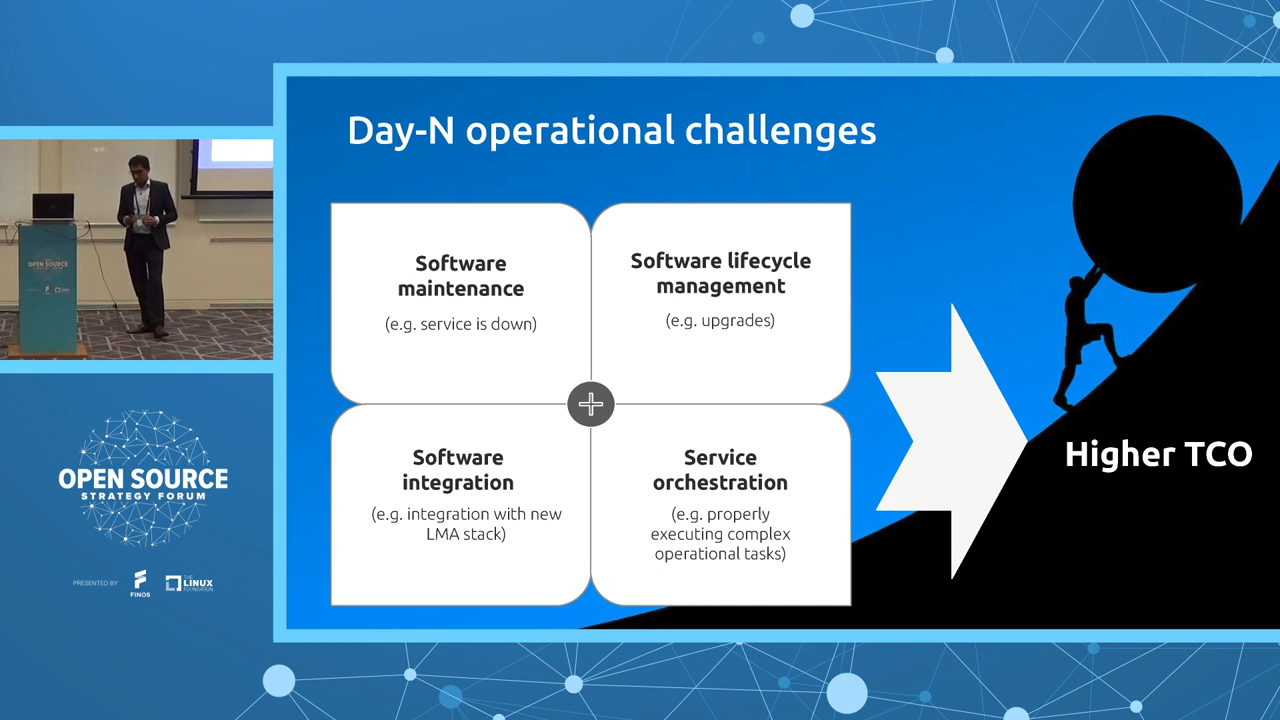 Day-N operational challenges
Software
maintenance
(e.g. service is down)
Software lifecycle
management
(e.g. upgrades)
Software
integration
(e.g. integration with new
LMA stack)
Service
orchestration
(e.g. properly
executing complex
operational tasks)
Higher TCO
OPEN SOURCE
OPEN SOURCE
STRATEGY FORUM
PRESENTED BY
FINOS
THE
LINUX
FOUNDATION